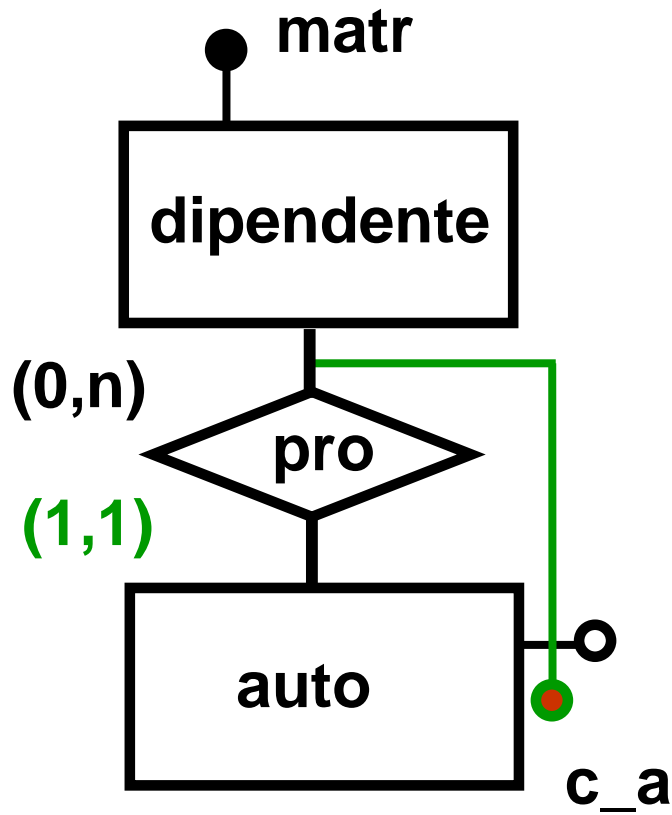 matr
dipendente
(0,n)
pro
(1,1)
auto
c_a